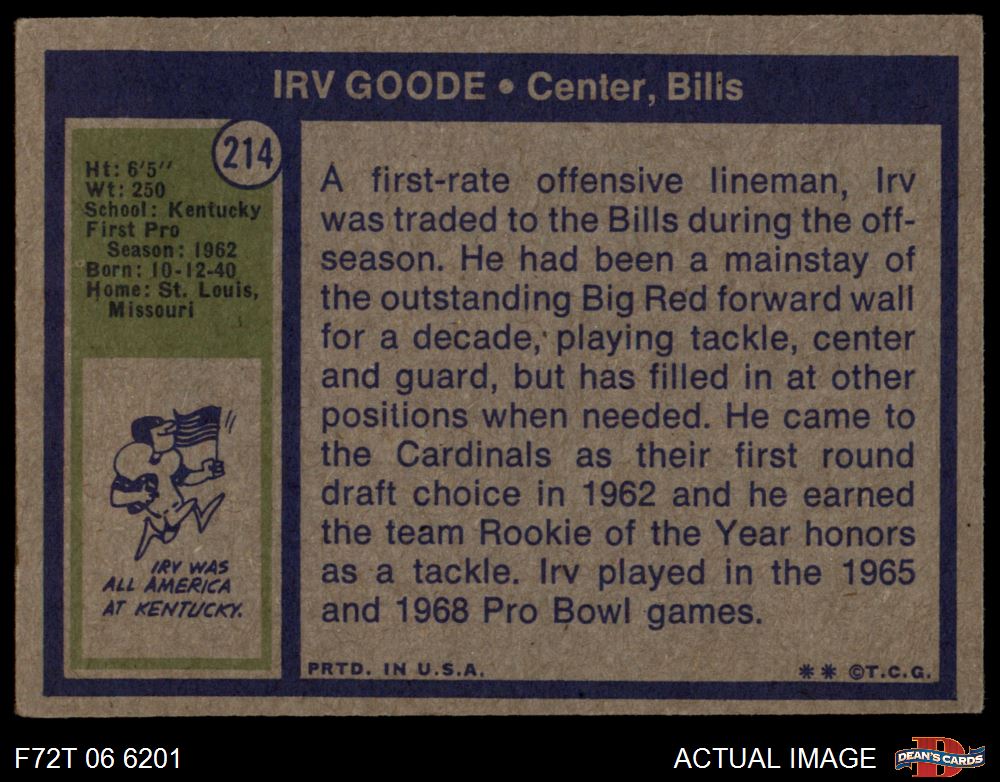 IRV GOODE • Center, Bills
214
Ht: 6'5"
Wt: 250
School: Kentucky
First Pro
Season: 1962
Born: 10-12-40
Home: St. Louis,
Missouri
IRV WAS
ALL AMERICA
AT KENTUCKY.
A first-rate offensive lineman, Irv
was traded to the Bills during the off-
season. He had been a mainstay of
the outstanding Big Red forward wall
for a decade, playing tackle, center
and guard, but has filled in at other
positions when needed. He came to
the Cardinals as their first round
draft choice in 1962 and he earned
the team Rookie of the Year honors
as a tackle. Irv played in the 1965
and 1968 Pro Bowl games.
PRTD. IN U.S.A.
** ©T.C.G.
F72T 06 6201
ACTUAL IMAGE
D
DEAN'S CARDS